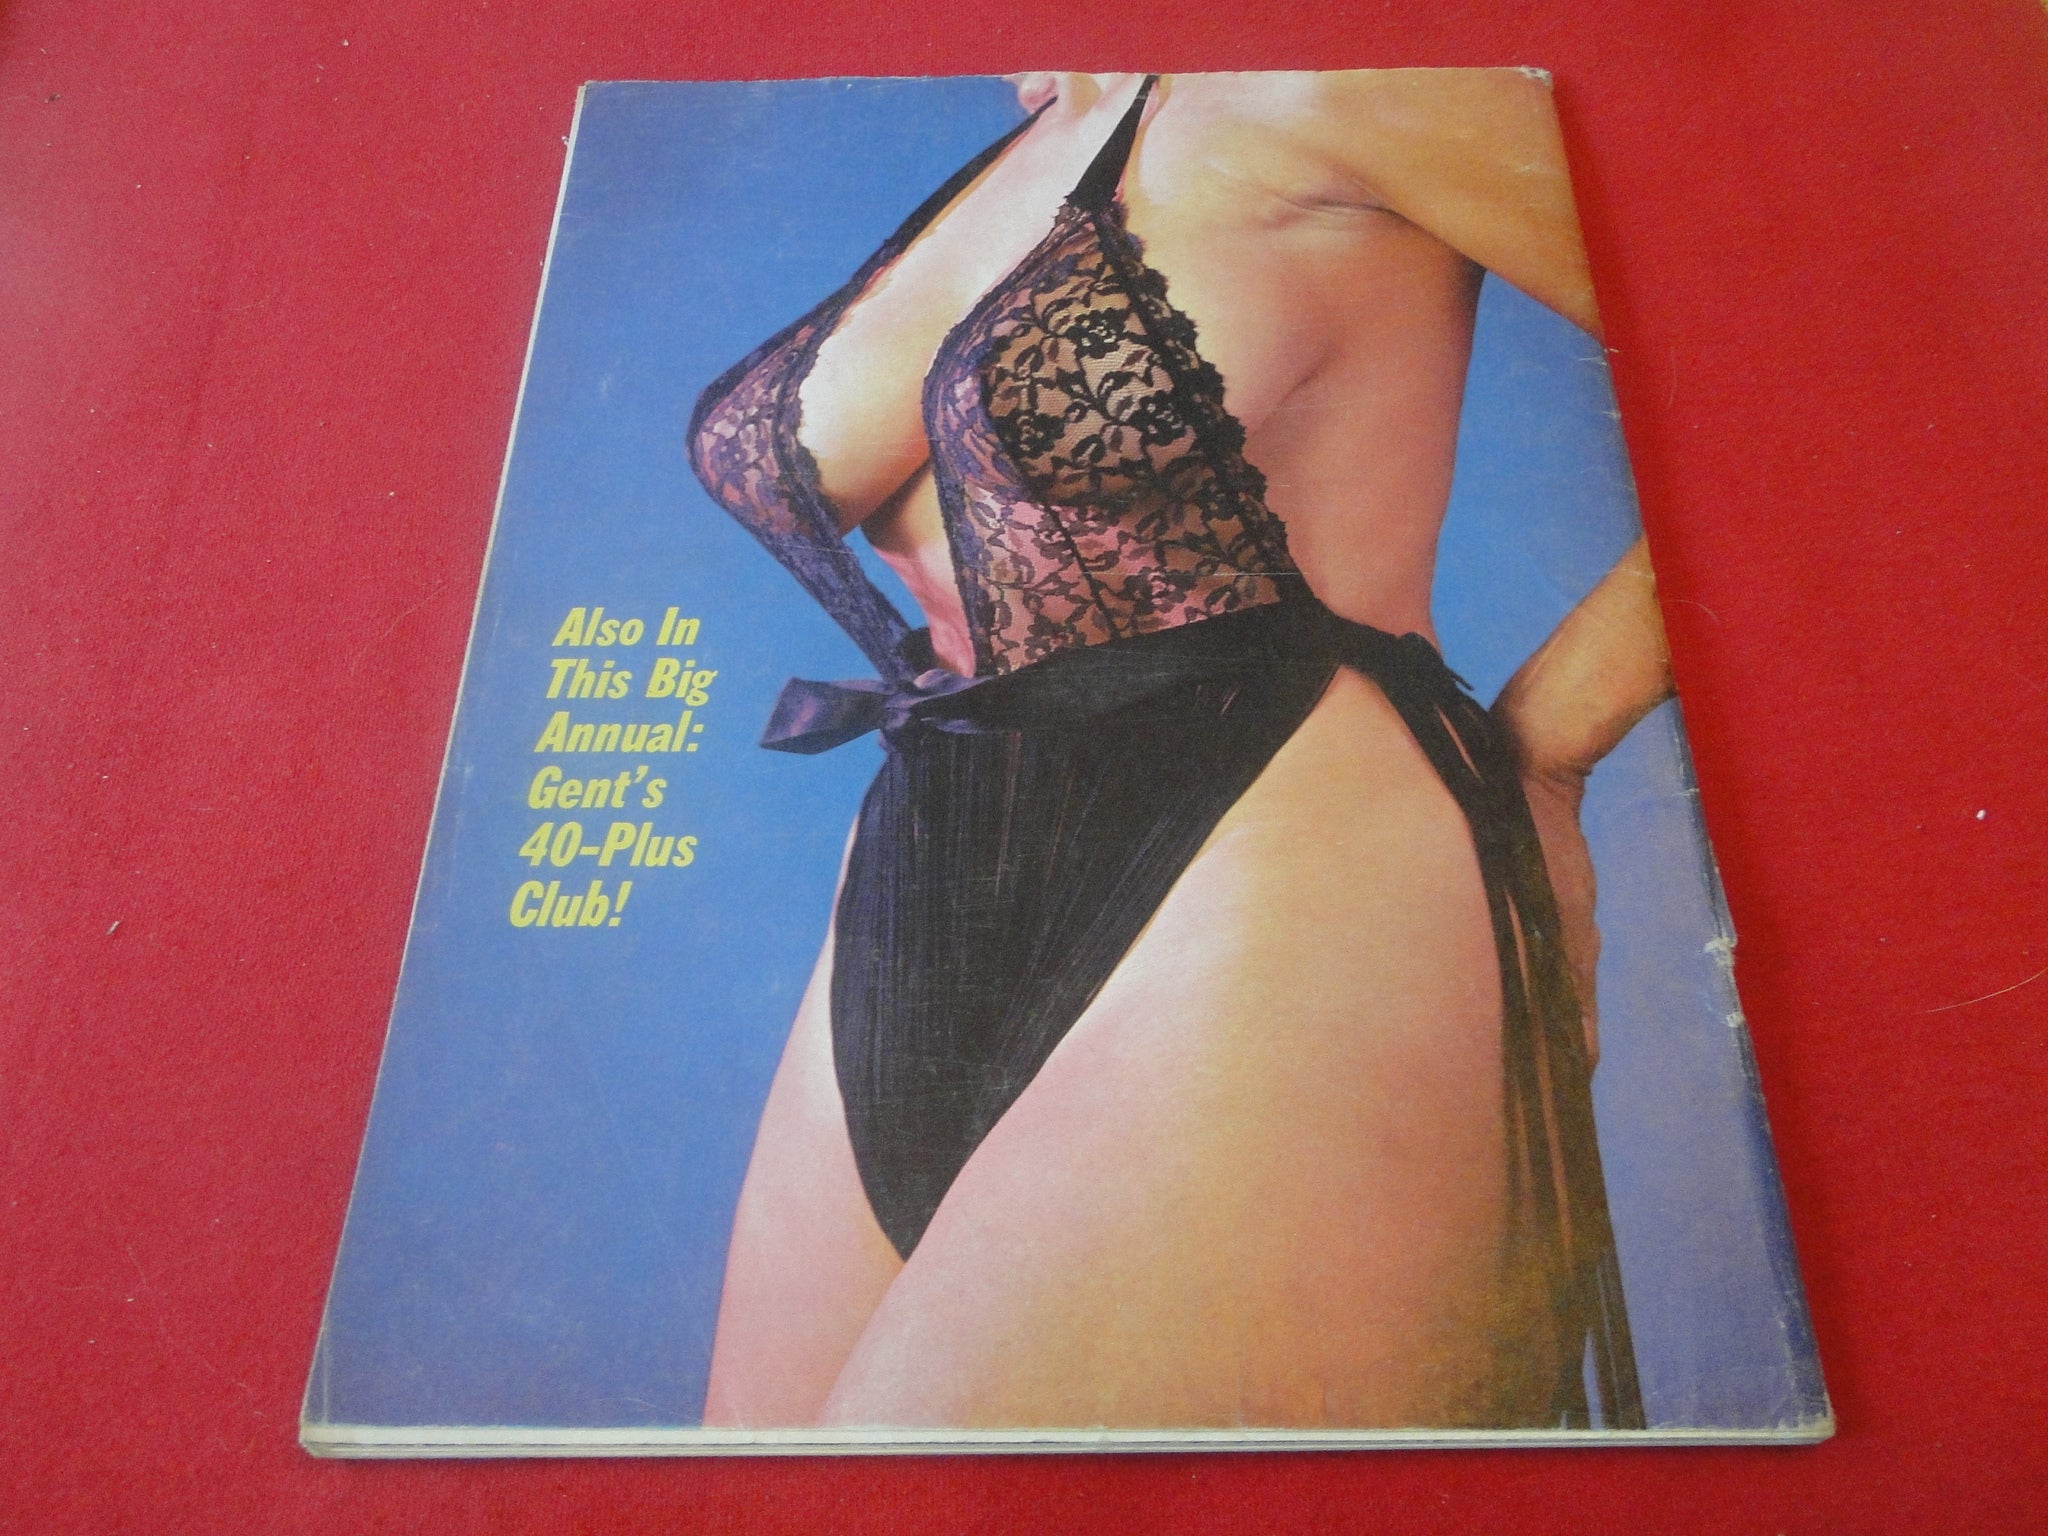 Also In
This Big
Annual:
Gent's
40-Plus
Club!